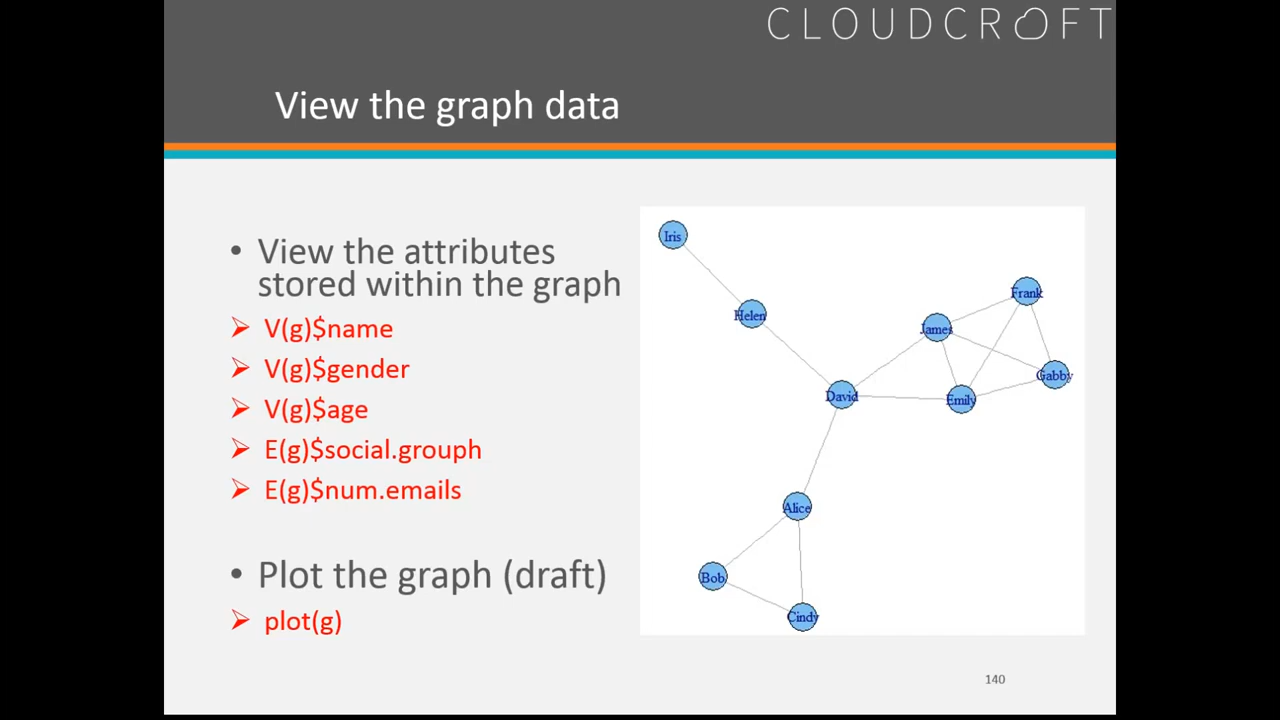 CLOUDCROFT
View the graph data
• View the attributes
stored within the graph
➢ V(g)$name
➢ V(g)$gender
➢ V(g)$age
➢ E(g)$social.grouph
➢ E(g)$num.emails
• Plot the graph (draft)
➢ plot(g)
Iris
Helen
Frank
James
Gabby
David
Emily
Alice
Bob
Cindy
140